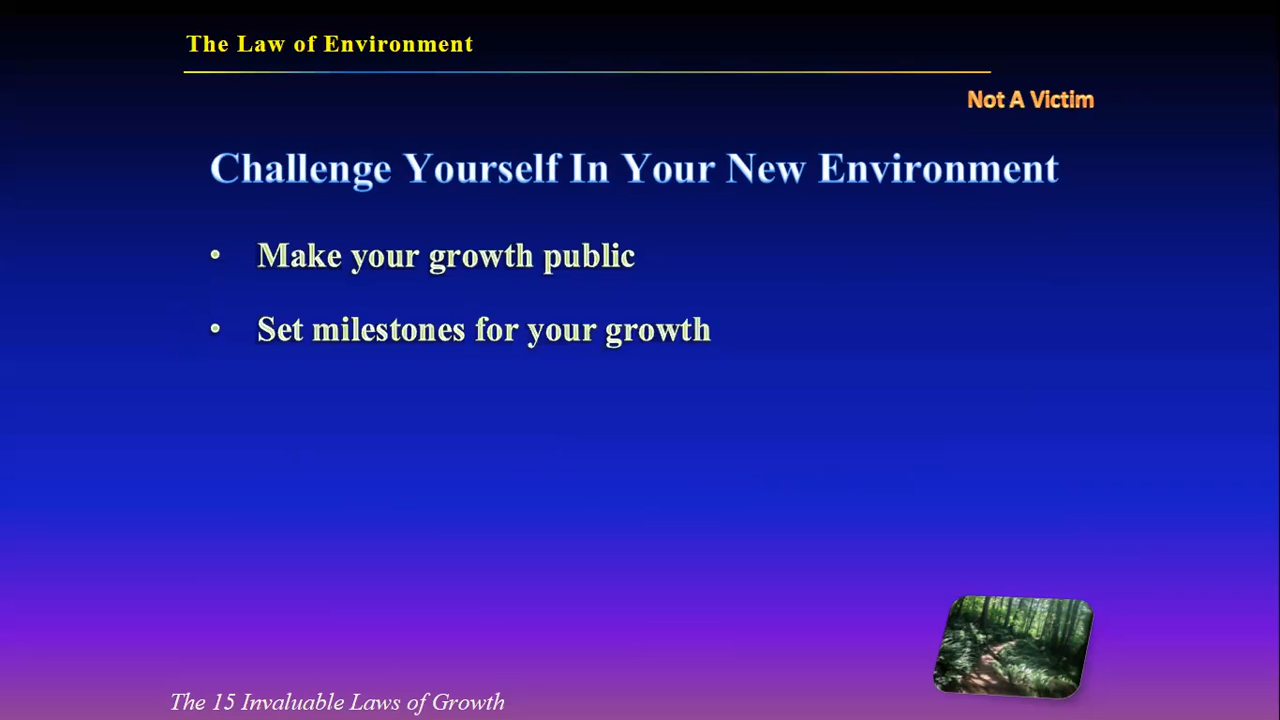 The Law of Environment
Not A Victim
Challenge Yourself In Your New Environment
• Make your growth public
• Set milestones for your growth
The 15 Invaluable Laws of Growth